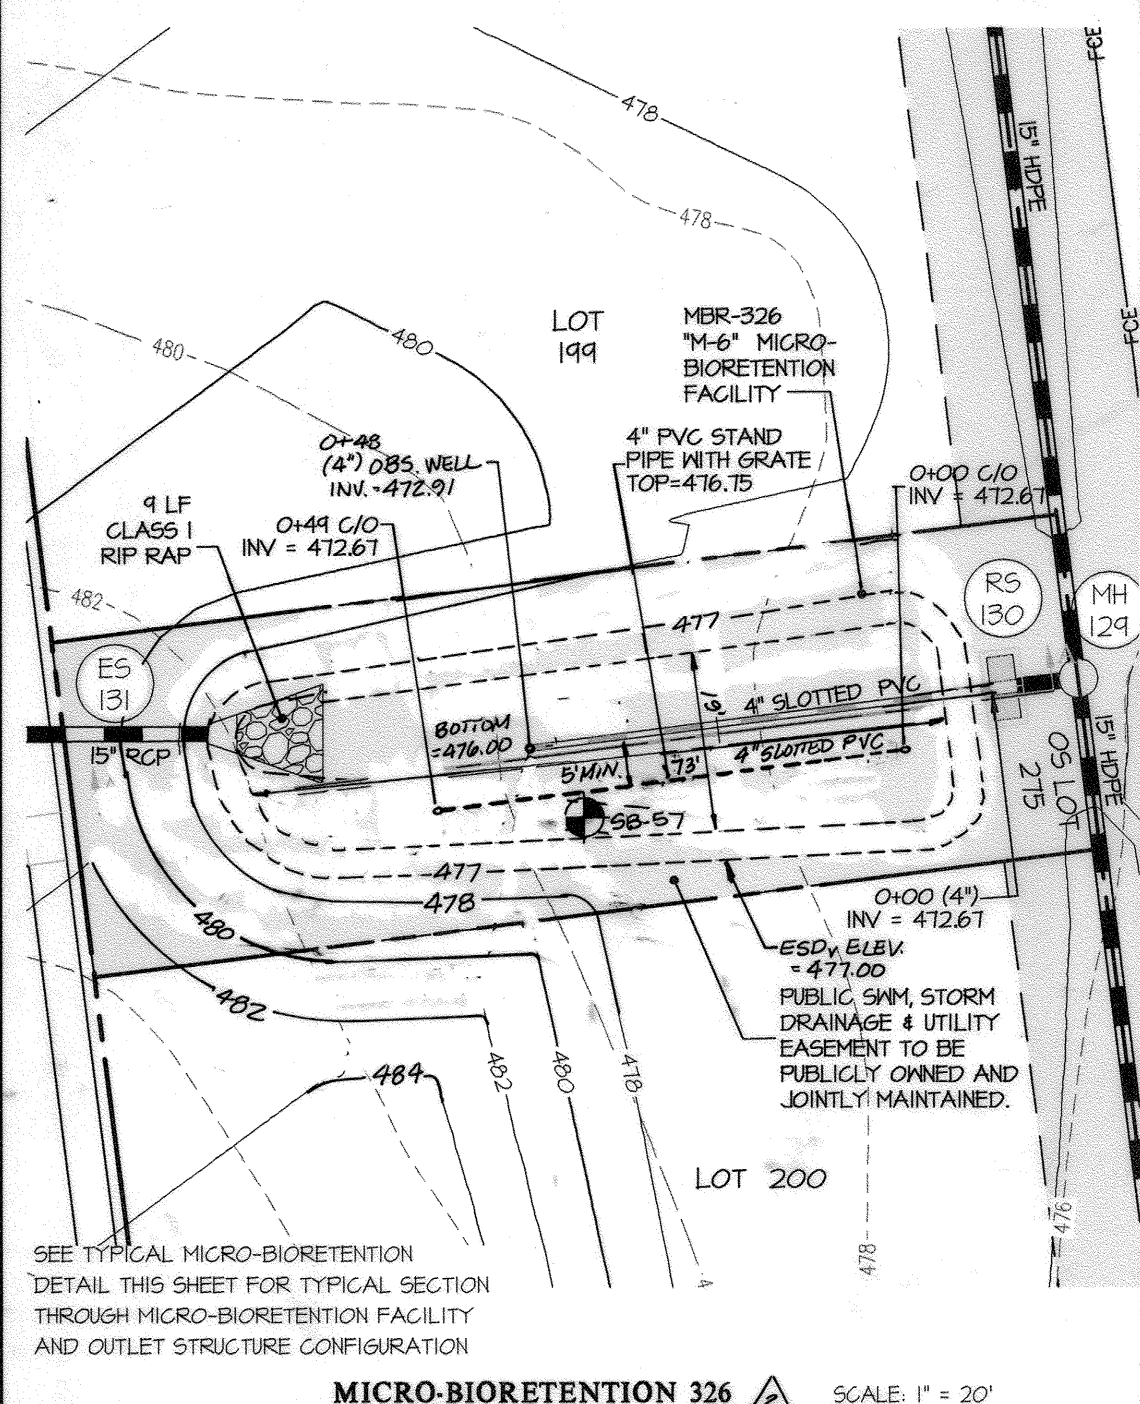 478
478
15" HDPE
FCE
FCE
480
480
LOT
199
MBR-326
"M-6" MICRO-
BIORETENTION
FACILITY
0+48
(4") OBS. WELL
INV. =472.91
4" PVC STAND
PIPE WITH GRATE
TOP=476.75
0+00 C/O
INV = 472.67
9 LF
CLASS I
RIP RAP
0+49 C/O
INV = 472.67
482
RS
130
MH
129
477
ES
131
15" RCP
BOTTOM
=476.00
16'
4" SLOTTED PVC
4" SLOTTED PVC
5' MIN.
73'
SB-57
15" HDPE
OS LOT
275
477
478
480
482
0+00 (4")
INV = 472.67
ESDv ELEV.
= 477.00
PUBLIC SWM, STORM
DRAINAGE & UTILITY
EASEMENT TO BE
PUBLICLY OWNED AND
JOINTLY MAINTAINED.
484
482
480
478
LOT 200
478
476
4
SEE TYPICAL MICRO-BIORETENTION
DETAIL THIS SHEET FOR TYPICAL SECTION
THROUGH MICRO-BIORETENTION FACILITY
AND OUTLET STRUCTURE CONFIGURATION
MICRO-BIORETENTION 326
SCALE: 1" = 20'